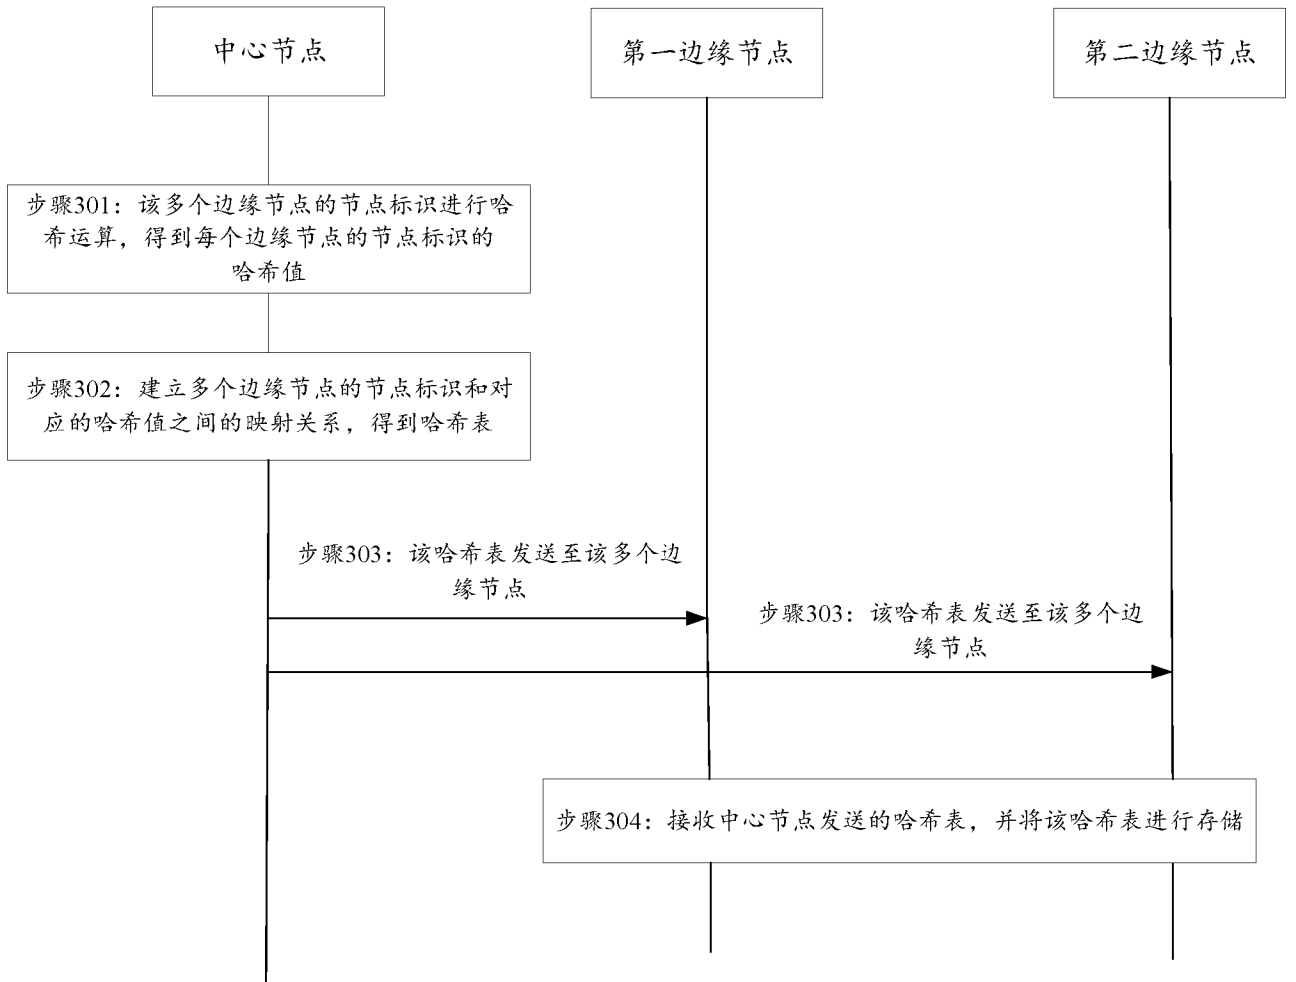 中心节点
第一边缘节点
第二边缘节点
步骤301：该多个边缘节点的节点标识进行哈
希运算，得到每个边缘节点的节点标识的
哈希值
步骤302：建立多个边缘节点的节点标识和对
应的哈希值之间的映射关系，得到哈希表
步骤303：该哈希表发送至该多个边
缘节点
步骤303：该哈希表发送至该多个边
缘节点
步骤304：接收中心节点发送的哈希表，并将该哈希表进行存储